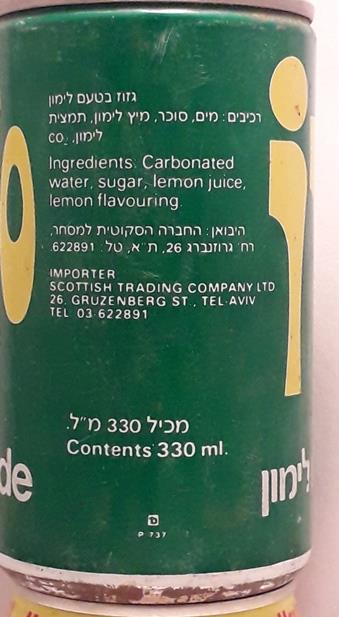 גזוז בטעם לימון
רכיבים: מים, סוכר, מיץ לימון, תמצית
לימון, CO₂
Ingredients: Carbonated
water, sugar, lemon juice,
lemon flavouring.
היבואן: החברה הסקוטית למסחר,
רח' גרוזנברג 26, ת"א, טל. 622891.
IMPORTER
SCOTTISH TRADING COMPANY LTD
26, GRUZENBERG ST., TEL-AVIV
TEL 03-622891
מכיל 330 מ"ל.
Contents 330 ml.
de
לימון
P 737